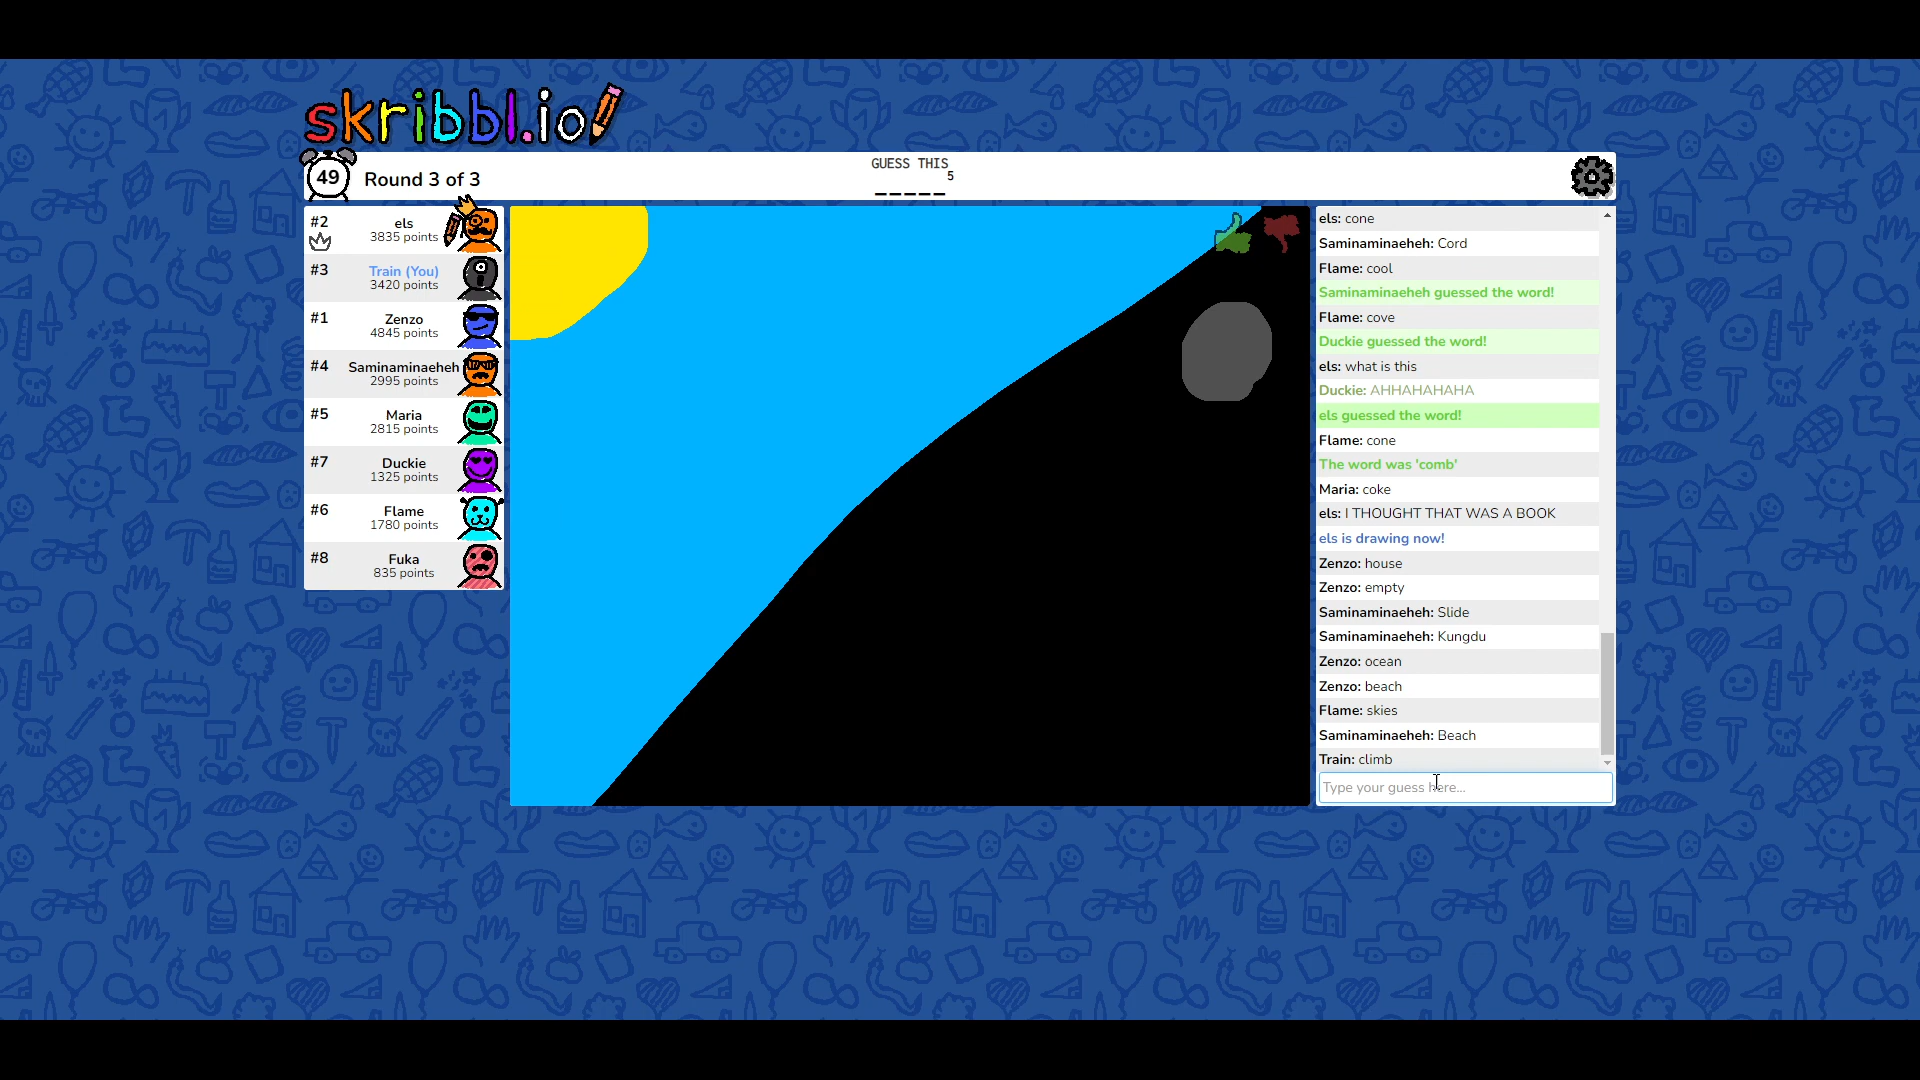 skribbl.io
49
Round 3 of 3
GUESS THIS
_____ 5
#2 els
3835 points
#3 Train (You)
3420 points
#1 Zenzo
4845 points
#4 Saminaminaeheh
2995 points
#5 Maria
2815 points
#7 Duckie
1325 points
#6 Flame
1780 points
#8 Fuka
835 points
els: cone
Saminaminaeheh: Cord
Flame: cool
Saminaminaeheh guessed the word!
Flame: cove
Duckie guessed the word!
els: what is this
Duckie: AHHAHAHAHA
els guessed the word!
Flame: cone
The word was 'comb'
Maria: coke
els: I THOUGHT THAT WAS A BOOK
els is drawing now!
Zenzo: house
Zenzo: empty
Saminaminaeheh: Slide
Saminaminaeheh: Kungdu
Zenzo: ocean
Zenzo: beach
Flame: skies
Saminaminaeheh: Beach
Train: climb
Type your guess here...